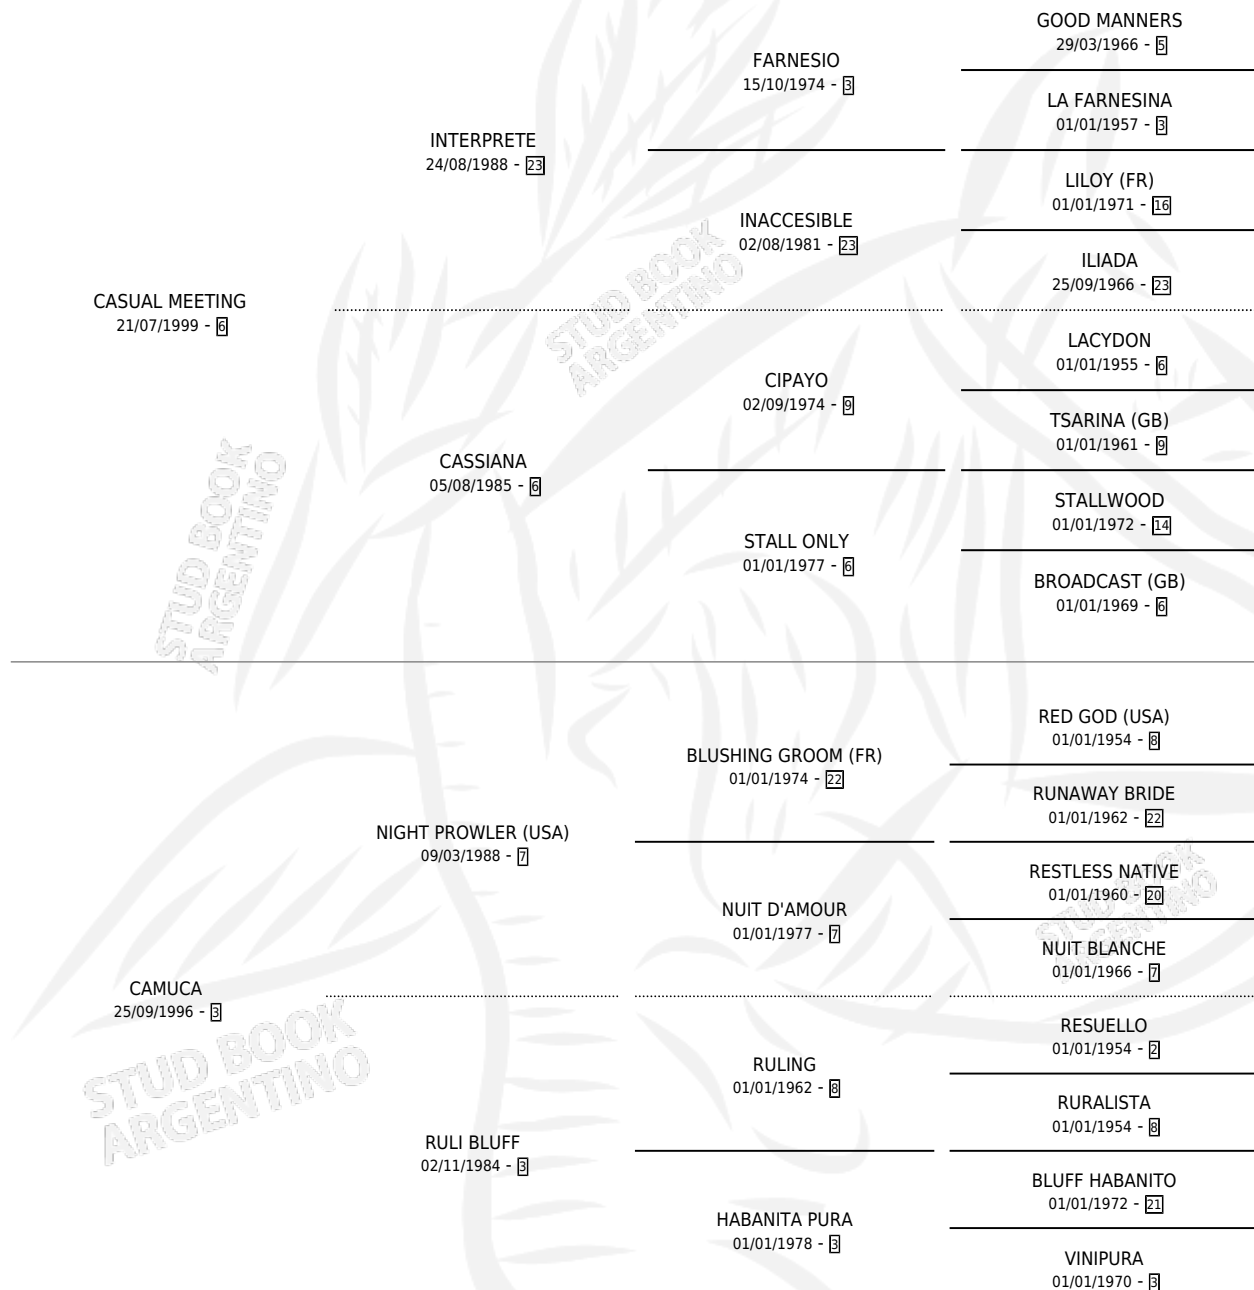 GOOD MANNERS
29/03/1966 - 5
FARNESIO
15/10/1974 - 3
LA FARNESINA
01/01/1957 - 3
INTERPRETE
24/08/1988 - 23
LILOY (FR)
01/01/1971 - 16
INACCESIBLE
02/08/1981 - 23
ILIADA
25/09/1966 - 23
CASUAL MEETING
21/07/1999 - 6
LACYDON
01/01/1955 - 6
CIPAYO
02/09/1974 - 9
TSARINA (GB)
01/01/1961 - 9
CASSIANA
05/08/1985 - 6
STALLWOOD
01/01/1972 - 14
STALL ONLY
01/01/1977 - 6
BROADCAST (GB)
01/01/1969 - 6
STUD BOOK
ARGENTINO
STUD BOOK
ARGENTINO
RED GOD (USA)
01/01/1954 - 8
BLUSHING GROOM (FR)
01/01/1974 - 22
RUNAWAY BRIDE
01/01/1962 - 22
NIGHT PROWLER (USA)
09/03/1988 - 7
RESTLESS NATIVE
01/01/1960 - 20
NUIT D'AMOUR
01/01/1977 - 7
NUIT BLANCHE
01/01/1966 - 7
STUD BOOK
ARGENTINO
CAMUCA
25/09/1996 - 3
RESUELLO
01/01/1954 - 2
RULING
01/01/1962 - 8
RURALISTA
01/01/1954 - 8
STUD BOOK
ARGENTINO
RULI BLUFF
02/11/1984 - 3
BLUFF HABANITO
01/01/1972 - 21
HABANITA PURA
01/01/1978 - 3
VINIPURA
01/01/1970 - 3